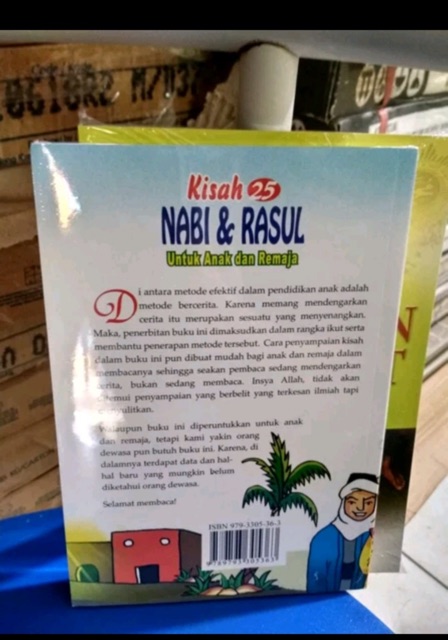 Kisah 25
NABI & RASUL
Untuk Anak dan Remaja
Di antara metode efektif dalam pendidikan anak adalah
metode bercerita. Karena memang mendengarkan
cerita itu merupakan sesuatu yang menyenangkan.
Maka, penerbitan buku ini dimaksudkan dalam rangka ikut serta
membantu penerapan metode tersebut. Cara penyampaian kisah
dalam buku ini pun dibuat mudah bagi anak dan remaja dalam
membacanya sehingga seakan pembaca sedang mendengarkan
cerita, bukan sedang membaca. Insya Allah, tidak akan
temui penyampaian yang berbelit yang terkesan ilmiah tapi
yulitkan.
Walaupun buku ini diperuntukkan untuk anak
dan remaja, tetapi kami yakin orang
dewasa pun butuh buku ini. Karena, di
dalamnya terdapat data dan hal-
hal baru yang mungkin belum
diketahui orang dewasa.
Selamat membaca!
ISBN 979-3305-36-3